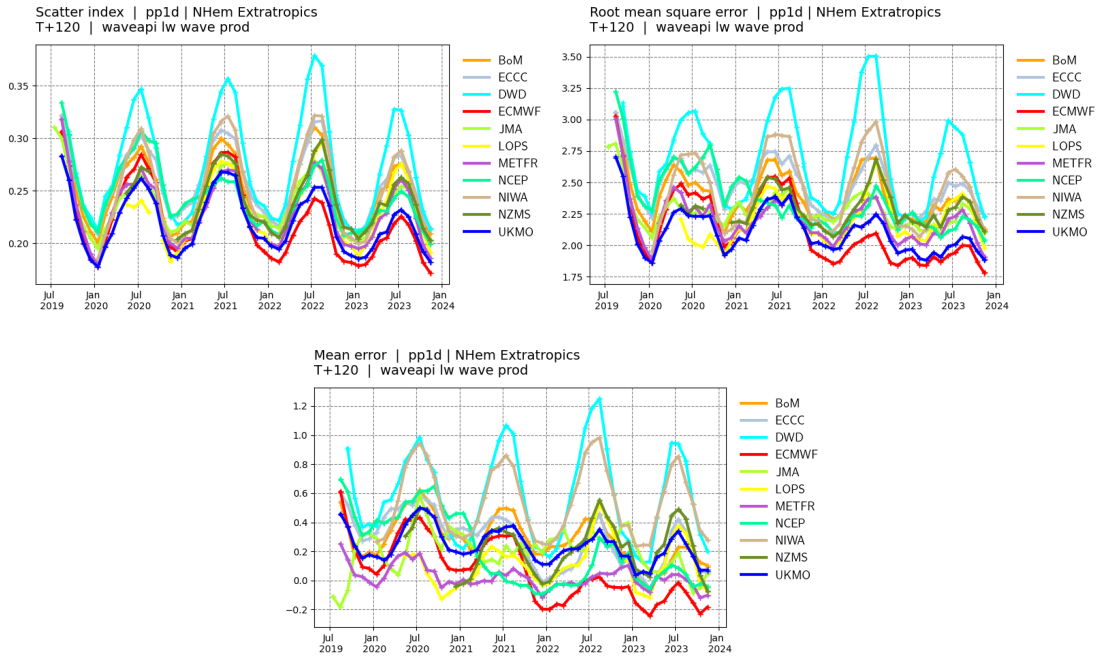 Scatter index | pp1d | NHem Extratropics
T+120 | waveapi lw wave prod
0.35
0.30
0.25
0.20
Jul 2019
Jan 2020
Jul 2020
Jan 2021
Jul 2021
Jan 2022
Jul 2022
Jan 2023
Jul 2023
Jan 2024
BoM
ECCC
DWD
ECMWF
JMA
LOPS
METFR
NCEP
NIWA
NZMS
UKMO
Root mean square error | pp1d | NHem Extratropics
T+120 | waveapi lw wave prod
3.50
3.25
3.00
2.75
2.50
2.25
2.00
1.75
Jul 2019
Jan 2020
Jul 2020
Jan 2021
Jul 2021
Jan 2022
Jul 2022
Jan 2023
Jul 2023
Jan 2024
BoM
ECCC
DWD
ECMWF
JMA
LOPS
METFR
NCEP
NIWA
NZMS
UKMO
Mean error | pp1d | NHem Extratropics
T+120 | waveapi lw wave prod
1.2
1.0
0.8
0.6
0.4
0.2
0.0
−0.2
Jul 2019
Jan 2020
Jul 2020
Jan 2021
Jul 2021
Jan 2022
Jul 2022
Jan 2023
Jul 2023
Jan 2024
BoM
ECCC
DWD
ECMWF
JMA
LOPS
METFR
NCEP
NIWA
NZMS
UKMO